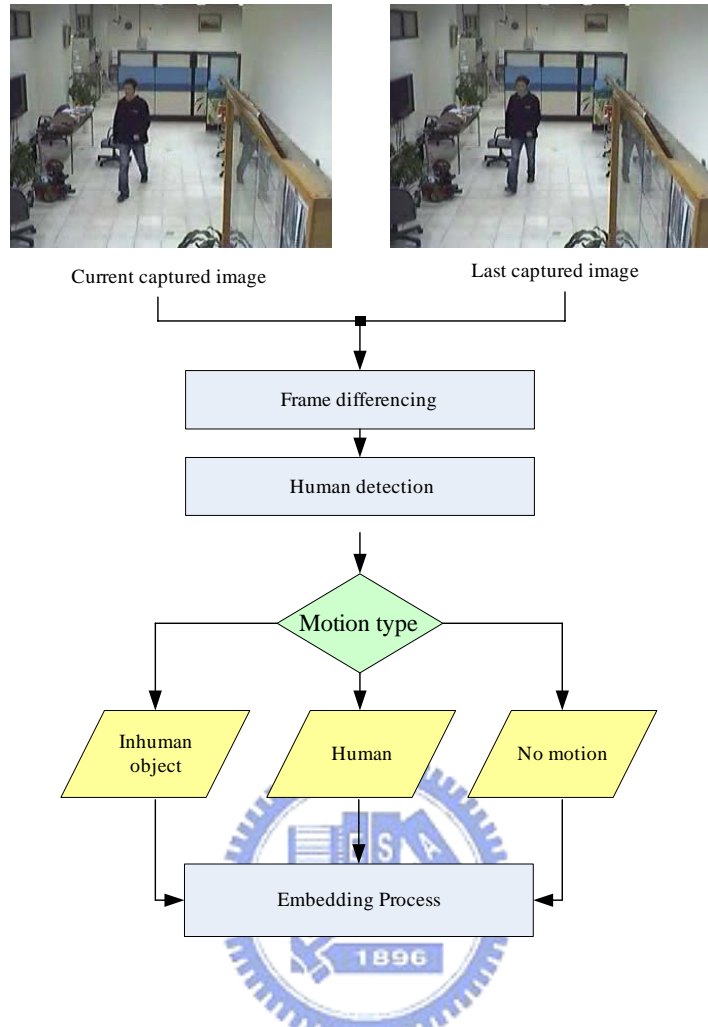 Current captured image
Last captured image
Frame differencing
Human detection
Motion type
Inhuman
object
Human
No motion
E S A
Embedding Process
1896